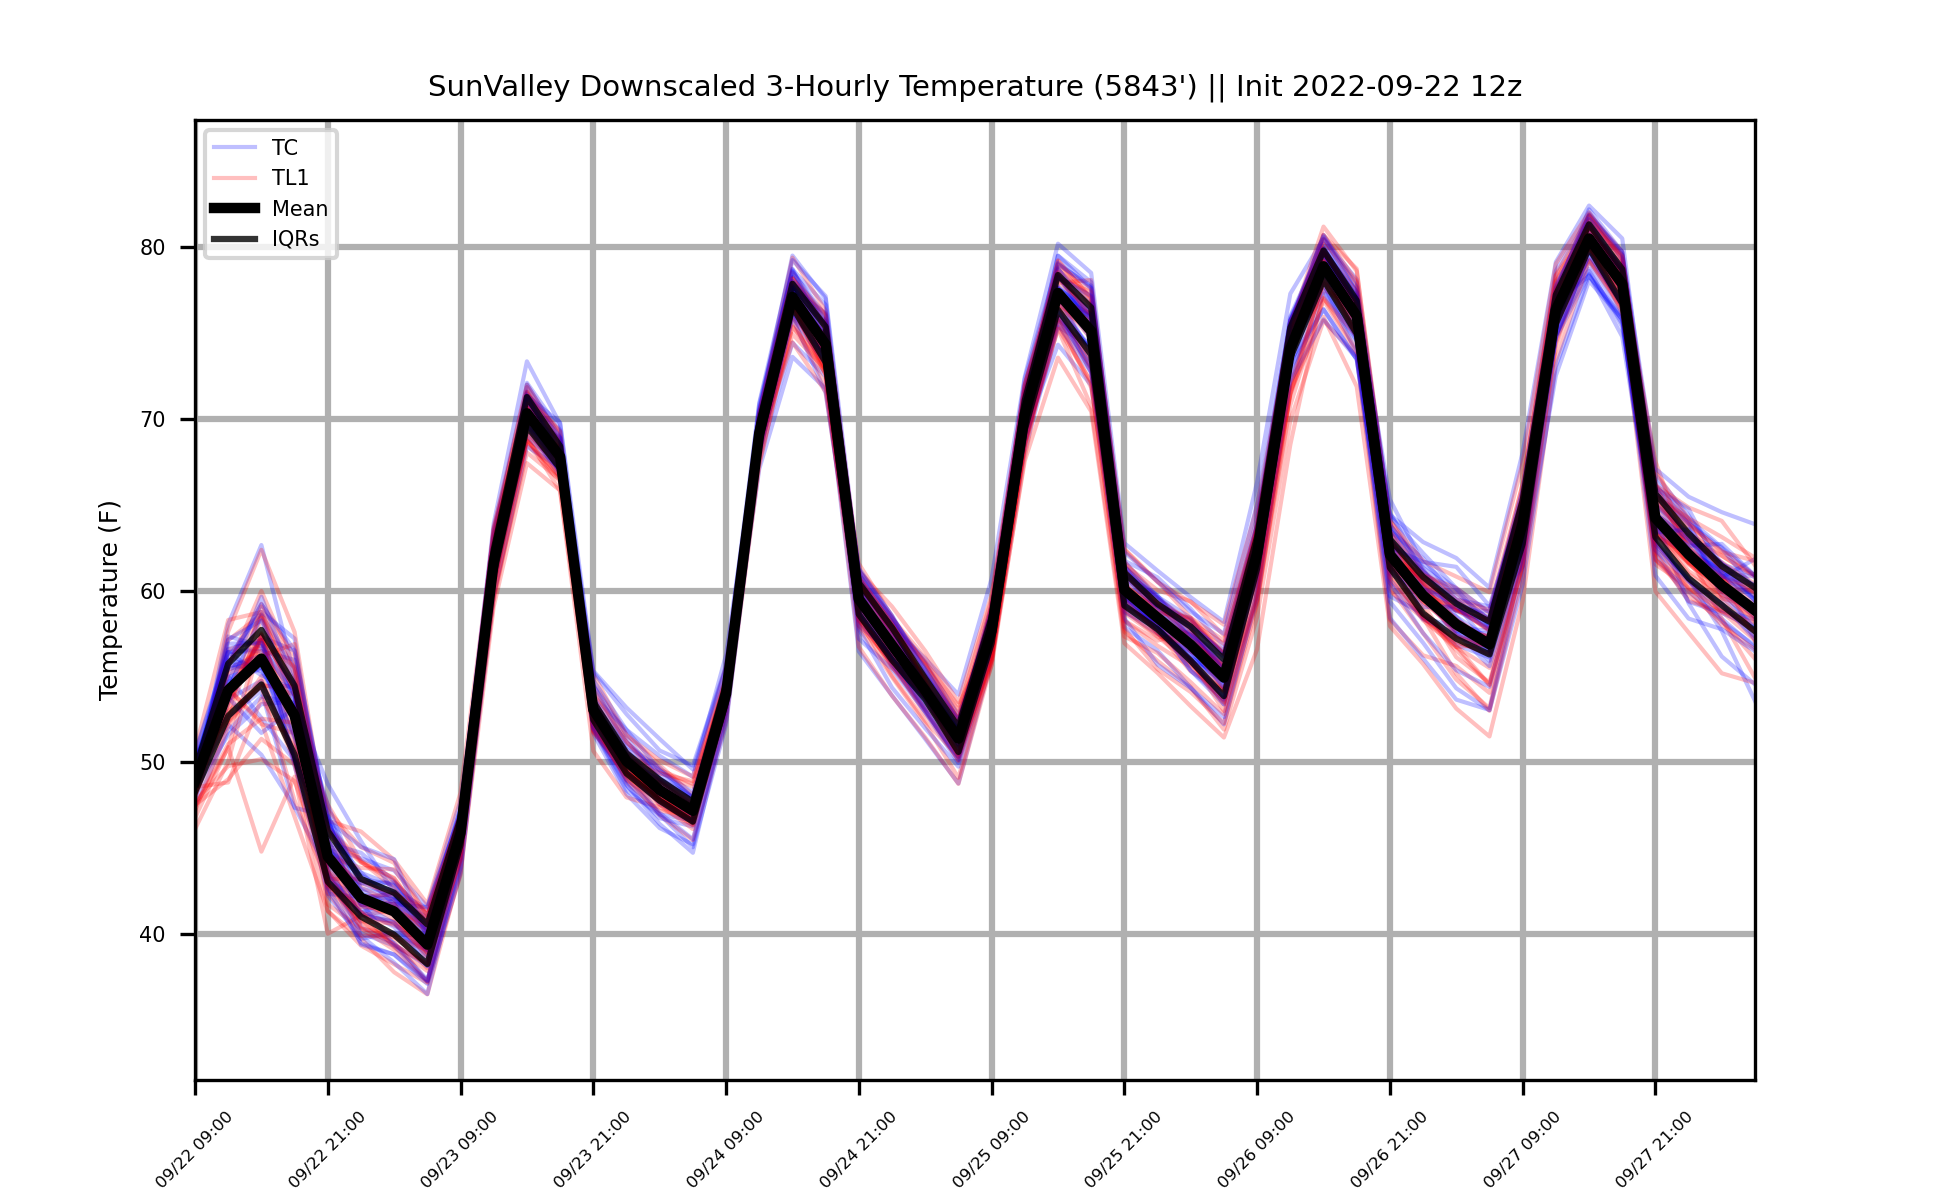 SunValley Downscaled 3-Hourly Temperature (5843') || Init 2022-09-22 12z
TC
TL1
Mean
IQRs
80
70
60
50
40
Temperature (F)
09/22 09:00
09/22 21:00
09/23 09:00
09/23 21:00
09/24 09:00
09/24 21:00
09/25 09:00
09/25 21:00
09/26 09:00
09/26 21:00
09/27 09:00
09/27 21:00